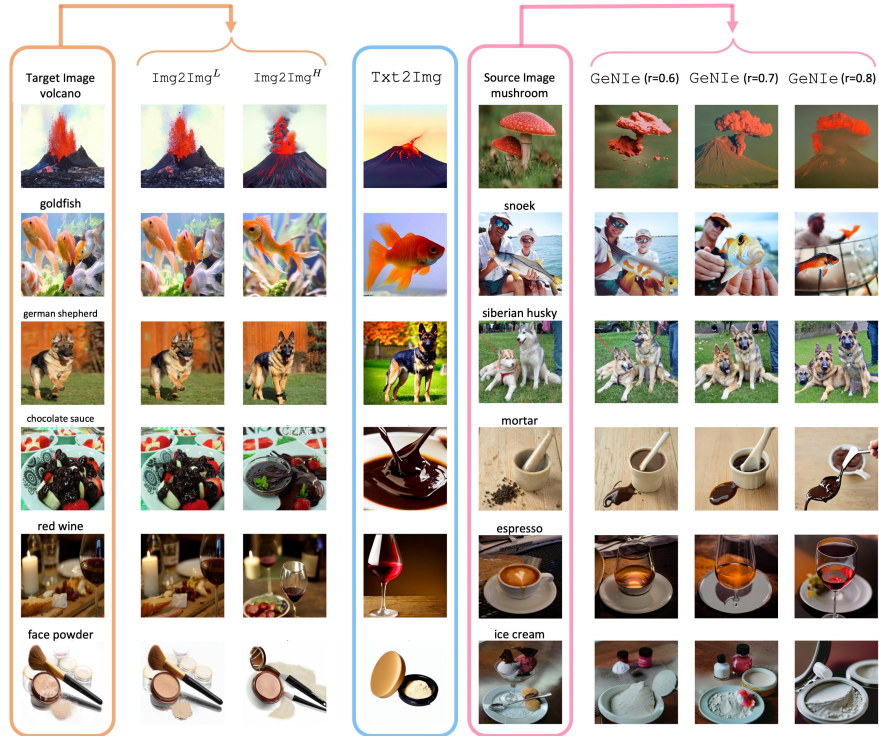 Target Image
volcano
Img2Img^L
Img2Img^H
Txt2Img
Source Image
mushroom
GeNIe (r=0.6)
GeNIe (r=0.7)
GeNIe (r=0.8)
goldfish
snoek
german shepherd
siberian husky
chocolate sauce
mortar
red wine
espresso
face powder
ice cream